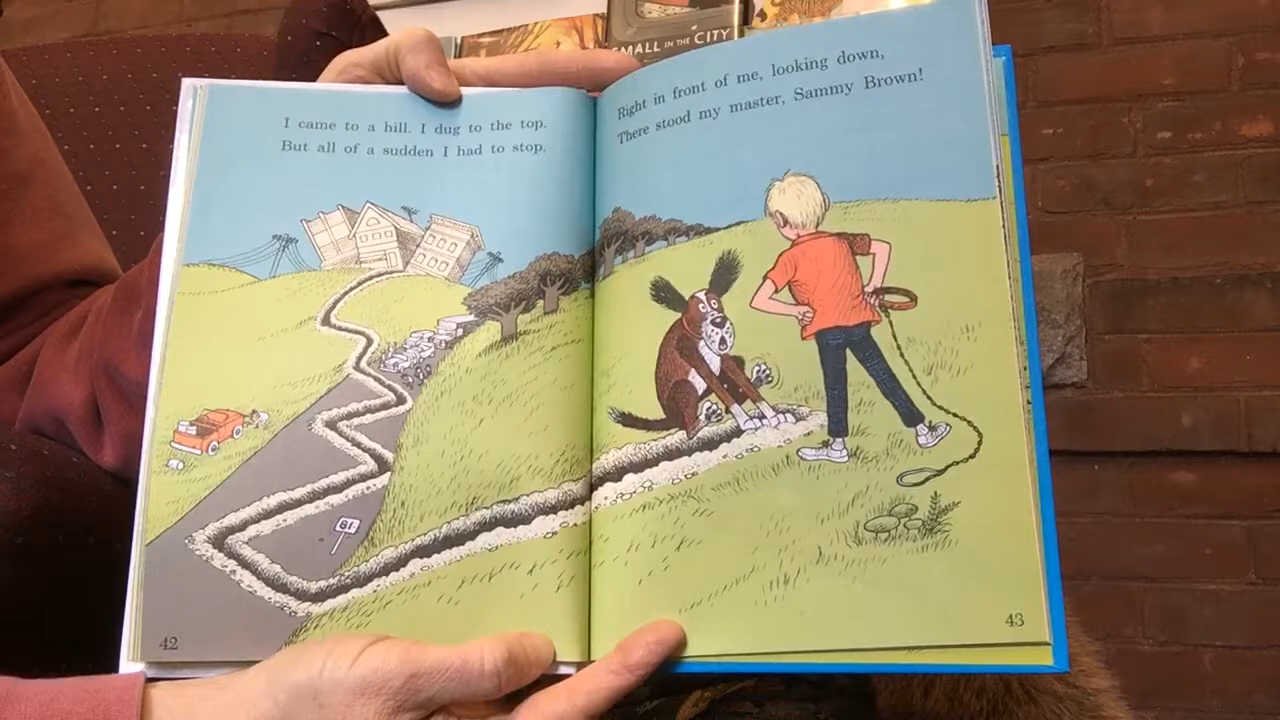 SMALL IN THE CITY
I came to a hill. I dug to the top.
But all of a sudden I had to stop.
Right in front of me, looking down,
There stood my master, Sammy Brown!
81
42
43